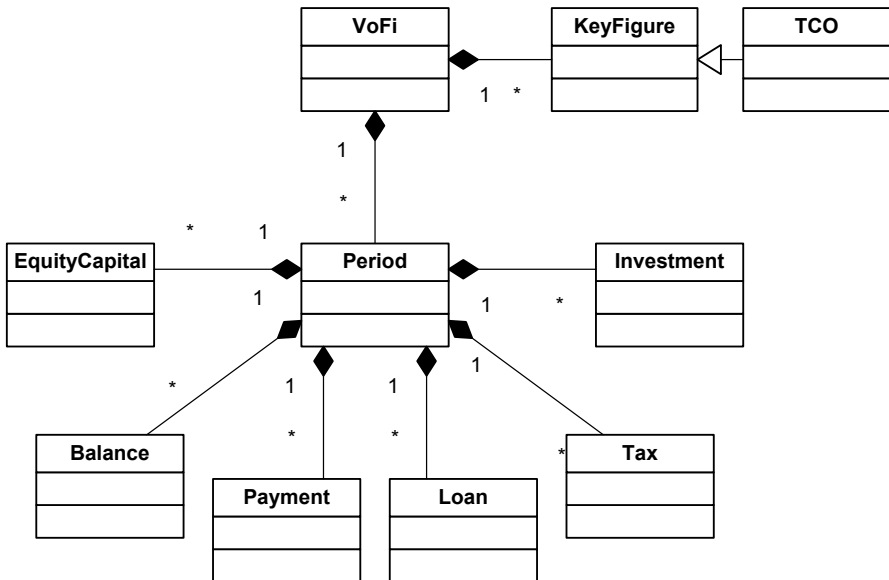 VoFi
KeyFigure
TCO
1 *
1
*
* 1
EquityCapital
Period
Investment
1
1 *
* 1 1 1
* * *
Balance
Tax
Payment
Loan